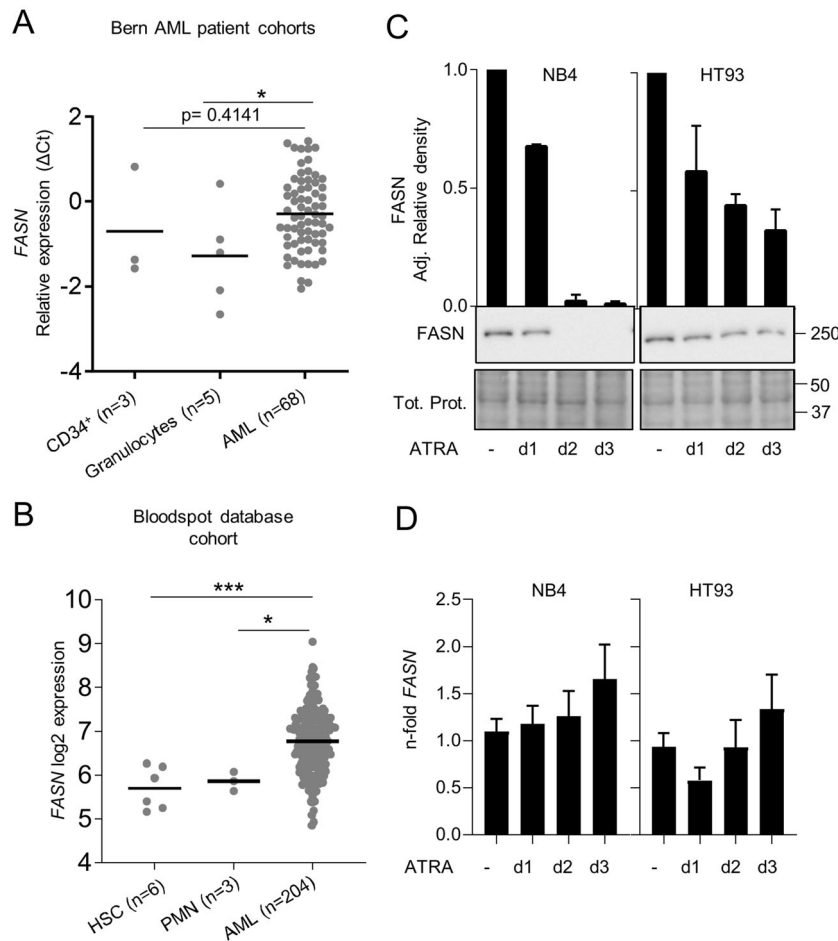 A
Bern AML patient cohorts
*
p= 0.4141
2
0
-2
-4
FASN
Relative expression (ΔCt)
CD34+ (n=3)
Granulocytes (n=5)
AML (n=68)
B
Bloodspot database
cohort
***
*
10
9
8
7
6
5
4
FASN log2 expression
HSC (n=6)
PMN (n=3)
AML (n=204)
C
NB4
HT93
1.0
0.5
0.0
FASN
Adj. Relative density
FASN
250
Tot. Prot.
50
37
ATRA - d1 d2 d3 - d1 d2 d3
D
NB4
HT93
2.5
2.0
1.5
1.0
0.5
0.0
n-fold FASN
ATRA - d1 d2 d3 - d1 d2 d3